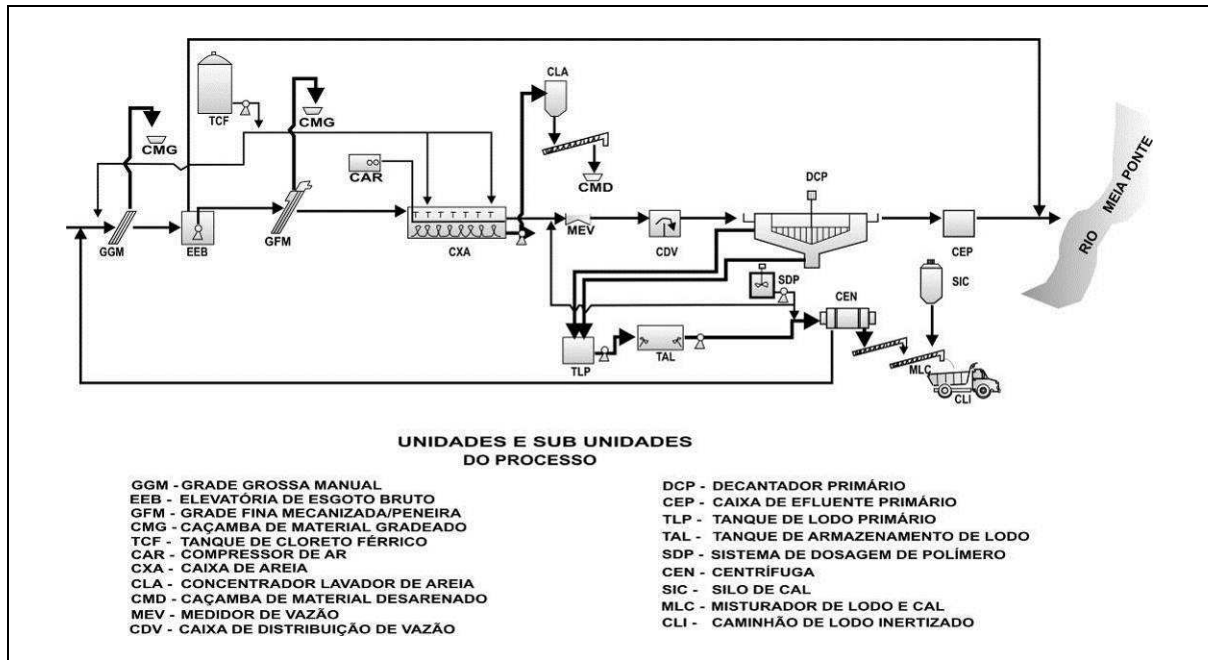 CLA
TCF
CMG
CMG
CAR
CMD
DCP
RIO MEIA PONTE
GGM
EEB
GFM
CXA
MEV
CDV
CEP
SDP
SIC
CEN
TLP
TAL
MLC
CLI
UNIDADES E SUB UNIDADES
DO PROCESSO
GGM - GRADE GROSSA MANUAL
EEB - ELEVATÓRIA DE ESGOTO BRUTO
GFM - GRADE FINA MECANIZADA/PENEIRA
CMG - CAÇAMBA DE MATERIAL GRADEADO
TCF - TANQUE DE CLORETO FÉRRICO
CAR - COMPRESSOR DE AR
CXA - CAIXA DE AREIA
CLA - CONCENTRADOR LAVADOR DE AREIA
CMD - CAÇAMBA DE MATERIAL DESARENADO
MEV - MEDIDOR DE VAZÃO
CDV - CAIXA DE DISTRIBUIÇÃO DE VAZÃO
DCP - DECANTADOR PRIMÁRIO
CEP - CAIXA DE EFLUENTE PRIMÁRIO
TLP - TANQUE DE LODO PRIMÁRIO
TAL - TANQUE DE ARMAZENAMENTO DE LODO
SDP - SISTEMA DE DOSAGEM DE POLÍMERO
CEN - CENTRÍFUGA
SIC - SILO DE CAL
MLC - MISTURADOR DE LODO E CAL
CLI - CAMINHÃO DE LODO INERTIZADO